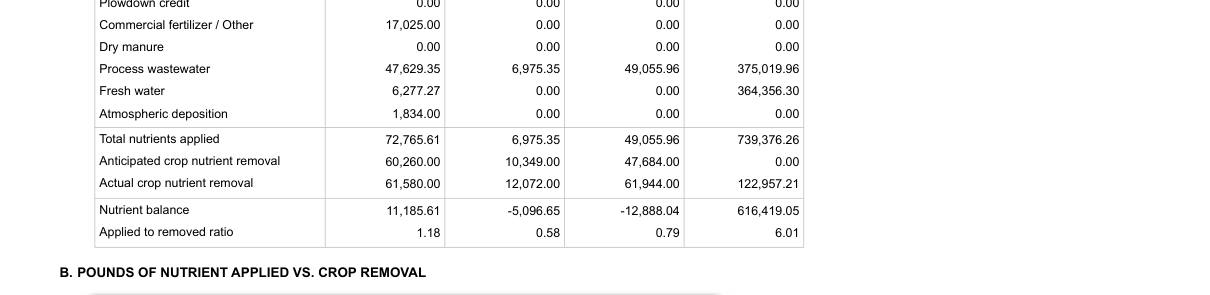 Plowdown credit 0.00 0.00 0.00 0.00
Commercial fertilizer / Other 17,025.00 0.00 0.00 0.00
Dry manure 0.00 0.00 0.00 0.00
Process wastewater 47,629.35 6,975.35 49,055.96 375,019.96
Fresh water 6,277.27 0.00 0.00 364,356.30
Atmospheric deposition 1,834.00 0.00 0.00 0.00
Total nutrients applied 72,765.61 6,975.35 49,055.96 739,376.26
Anticipated crop nutrient removal 60,260.00 10,349.00 47,684.00 0.00
Actual crop nutrient removal 61,580.00 12,072.00 61,944.00 122,957.21
Nutrient balance 11,185.61 -5,096.65 -12,888.04 616,419.05
Applied to removed ratio 1.18 0.58 0.79 6.01
B. POUNDS OF NUTRIENT APPLIED VS. CROP REMOVAL